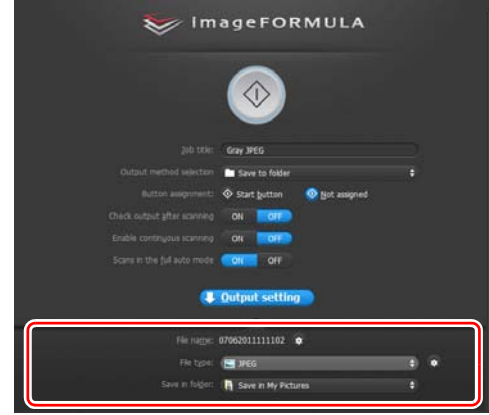 imageFORMULA
Job title: Gray JPEG
Output method selection Save to folder
Button assignment: Start button Not assigned
Check output after scanning ON OFF
Enable continuous scanning ON OFF
Scans in the full auto mode ON OFF
Output setting
File name: 07062011111102
File type: JPEG
Save in folder: Save in My Pictures